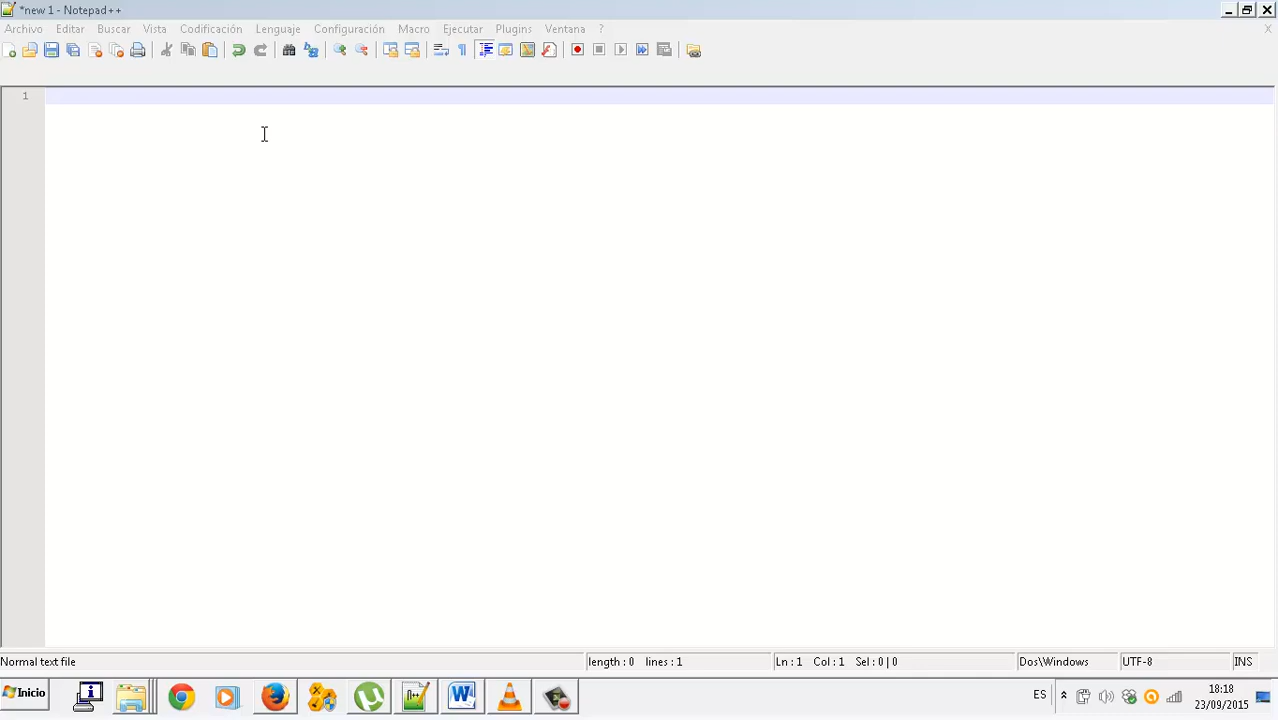 *new 1 - Notepad++
Archivo Editar Buscar Vista Codificación Lenguaje Configuración Macro Ejecutar Plugins Ventana ? X
1
Normal text file length : 0 lines : 1 Ln : 1 Col : 1 Sel : 0 | 0 Dos\Windows UTF-8 INS
Inicio ES 18:18
23/09/2015